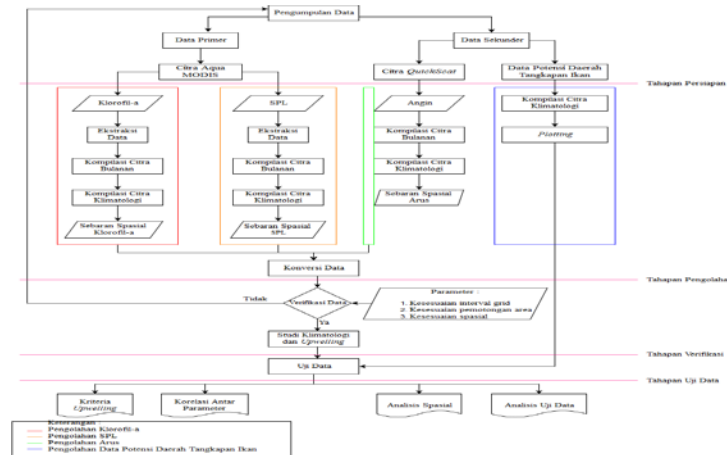 Pengumpulan Data
Data Primer
Data Sekunder
Citra Aqua
MODIS
Citra QuickScat
Data Potensi Daerah
Tangkapan Ikan
Tahapan Persiapan
Klorofil-a
SPL
Angin
Kompilasi Citra
Klimatologi
Ekstraksi
Data
Ekstraksi
Data
Kompilasi Citra
Bulanan
Plotting
Kompilasi Citra
Bulanan
Kompilasi Citra
Bulanan
Kompilasi Citra
Klimatologi
Kompilasi Citra
Klimatologi
Kompilasi Citra
Klimatologi
Sebaran Spasial
Arus
Sebaran Spasial
Klorofil-a
Sebaran Spasial
SPL
Konversi Data
Tahapan Pengolaha
Tidak
Verifikasi Data
Parameter :
1. Kesesuaian interval grid
2. Kesesuaian pemotongan area
3. Kesesuaian spasial
Ya
Studi Klimatologi
dan Upwelling
Tahapan Verifikasi
Uji Data
Tahapan Uji Data
Kriteria
Upwelling
Korelasi Antar
Parameter
Analisis Spasial
Analisis Uji Data
Keterangan :
Pengolahan Klorofil-a
Pengolahan SPL
Pengolahan Arus
Pengolahan Data Potensi Daerah Tangkapan Ikan